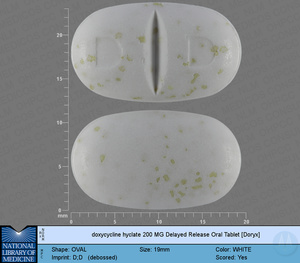 20
15
D D
10
5
0
0 5 10 15 20
mm
doxycycline hyclate 200 MG Delayed Release Oral Tablet [Doryx]
NATIONAL
LIBRARY OF
MEDICINE
Shape: OVAL Size: 19mm Color: WHITE
Imprint: D;D (debossed) Scored: Yes